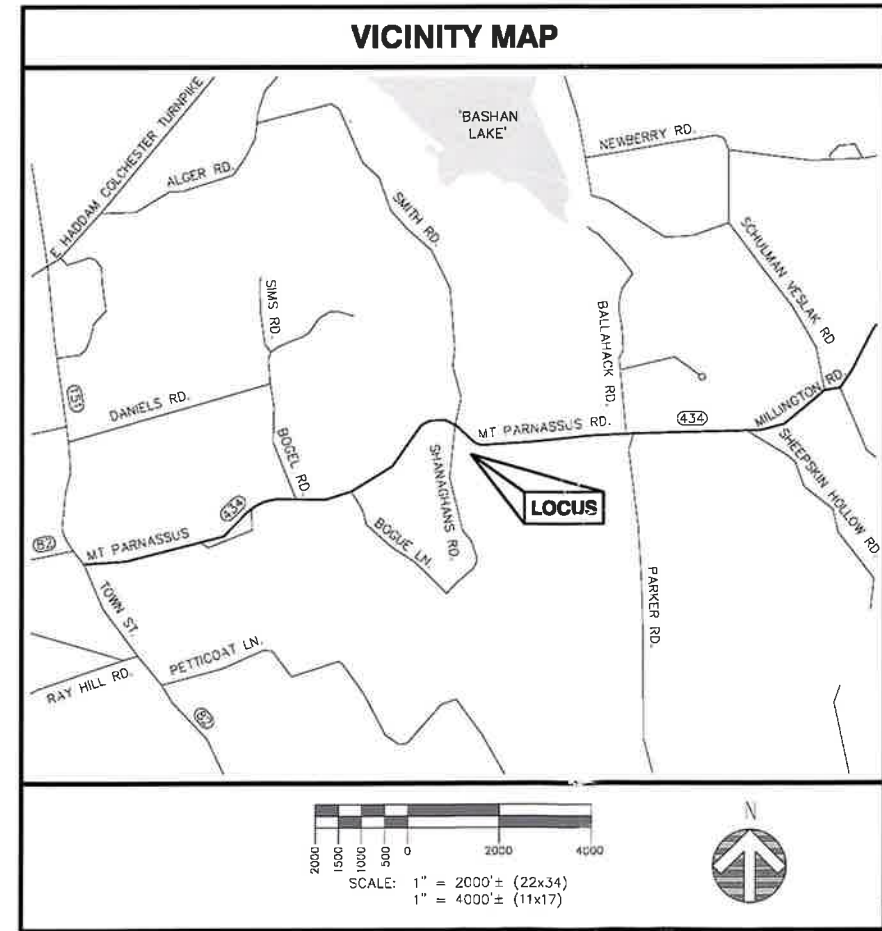 VICINITY MAP
'BASHAN
LAKE'
E HADDAM COLCHESTER TURNPIKE
ALGER RD.
SMITH RD.
NEWBERRY RD.
SCHULMAN VESLAK RD
SIMS RD.
BALLAHACK RD.
DANIELS RD.
151
BOGEL RD.
MT PARNASSUS RD.
434
MILLINGTON RD.
SHANAGHANS RD.
SHEEPSKIN HOLLOW RD.
LOCUS
434
MT PARNASSUS
82
BOGUE LN.
PARKER RD.
TOWN ST.
PETTICOAT LN.
RAY HILL RD.
82
N
2000
1500
1000
500
0
2000
4000
SCALE: 1" = 2000'± (22x34)
1" = 4000'± (11x17)